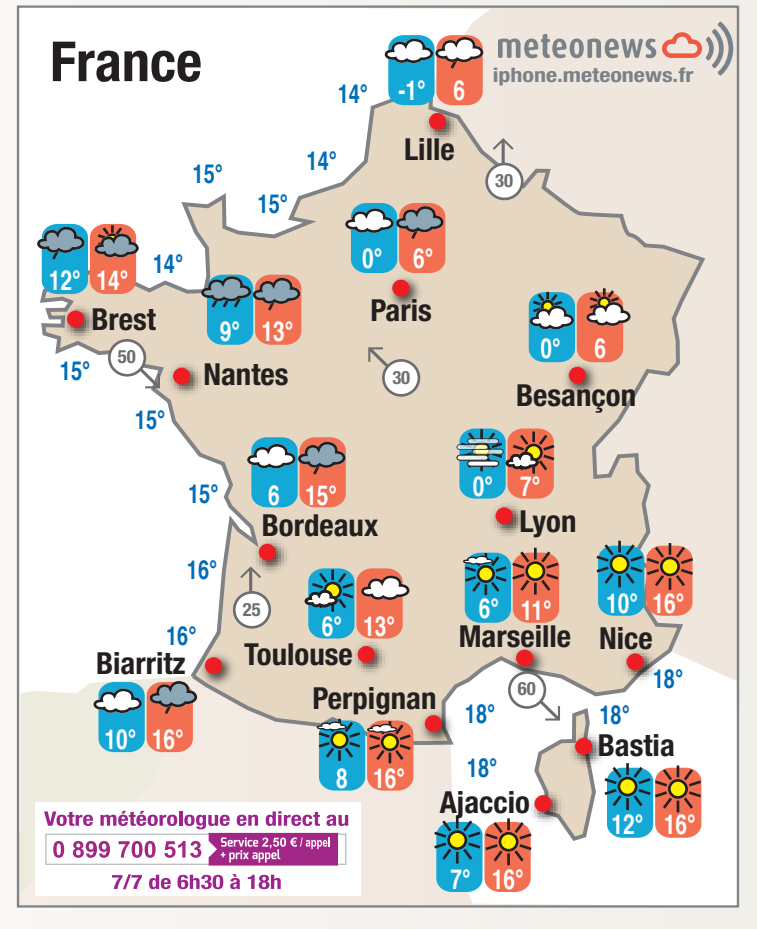 France
meteonews
iphone.meteonews.fr
14°
-1° 6
Lille
14°
15°
15°
30
0° 6°
Paris
12° 14°
Brest
14°
9° 13°
Nantes
50
15°
30
0° 6
Besançon
15°
15°
6 15°
Bordeaux
0° 7°
Lyon
16°
25
6° 13°
Toulouse
6° 11°
Marseille
10° 16°
Nice
16°
Biarritz
10° 16°
Perpignan
8 16°
18°
60
18°
18°
18°
Bastia
12° 16°
Ajaccio
7° 16°
Votre météorologue en direct au
0 899 700 513 Service 2,50 € / appel
+ prix appel
7/7 de 6h30 à 18h